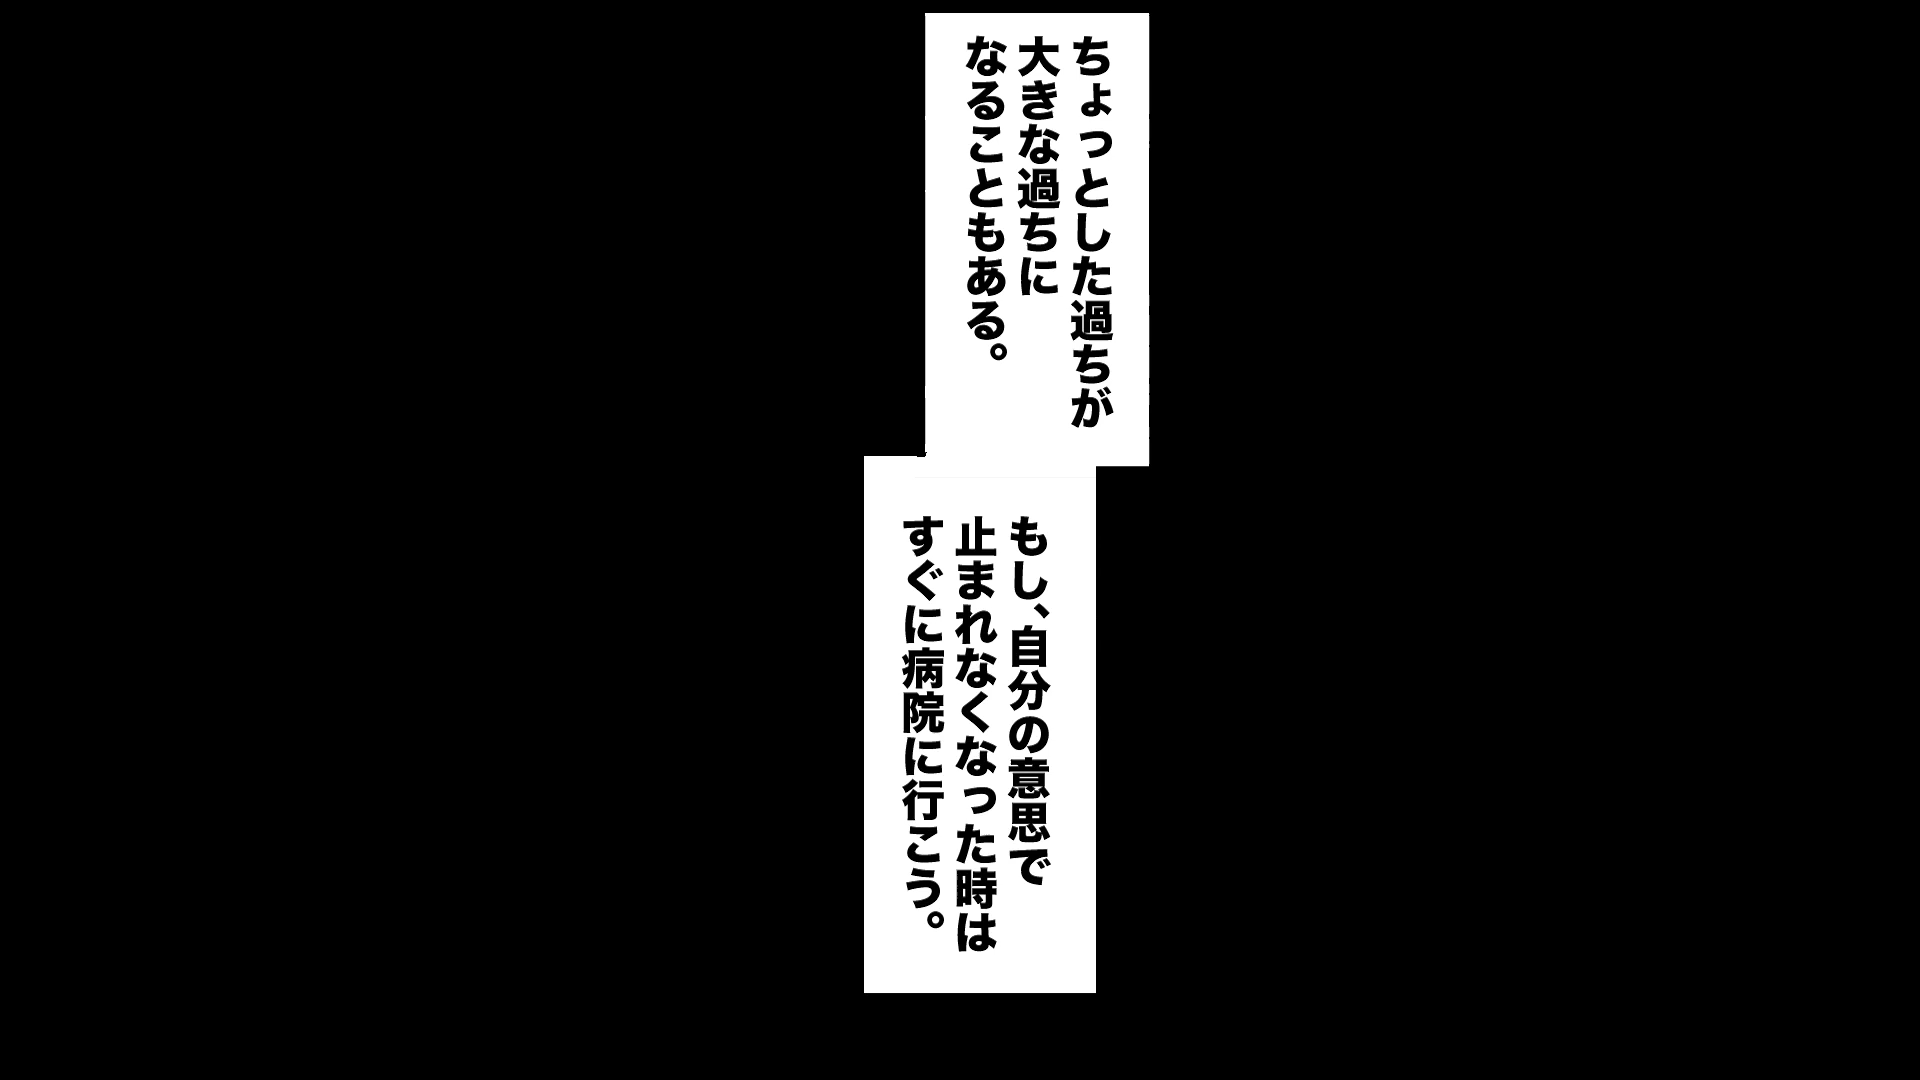 ちょっとした過ちが
大きな過ちに
なることもある。
もし、自分の意思で
止まれなくなった時は
すぐに病院に行こう。